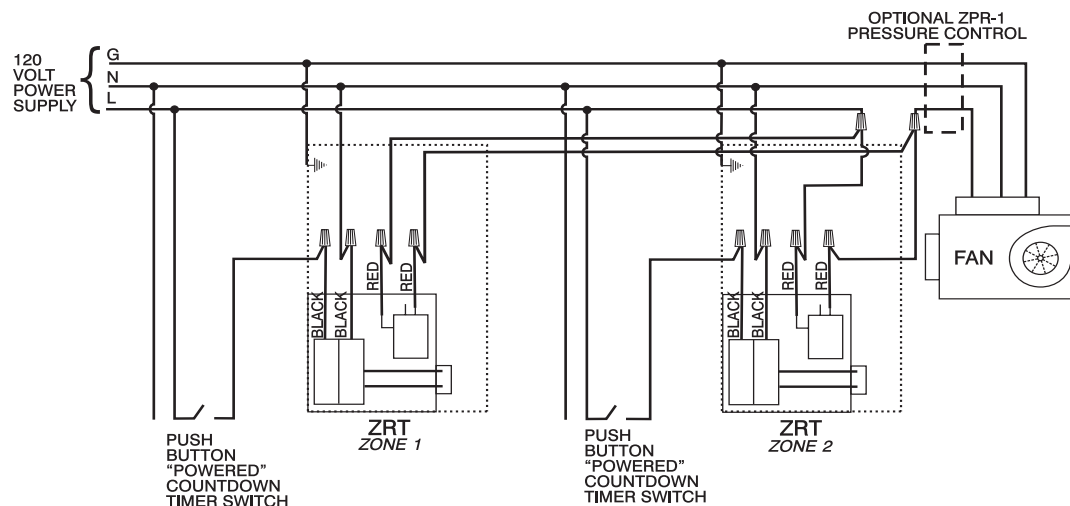 OPTIONAL ZPR-1
PRESSURE CONTROL
120
VOLT
POWER
SUPPLY
G
N
L
RED
RED
BLACK
BLACK
RED
RED
BLACK
BLACK
FAN
ZRT
ZONE 1
ZRT
ZONE 2
PUSH
BUTTON
“POWERED”
COUNTDOWN
TIMER SWITCH
PUSH
BUTTON
“POWERED”
COUNTDOWN
TIMER SWITCH